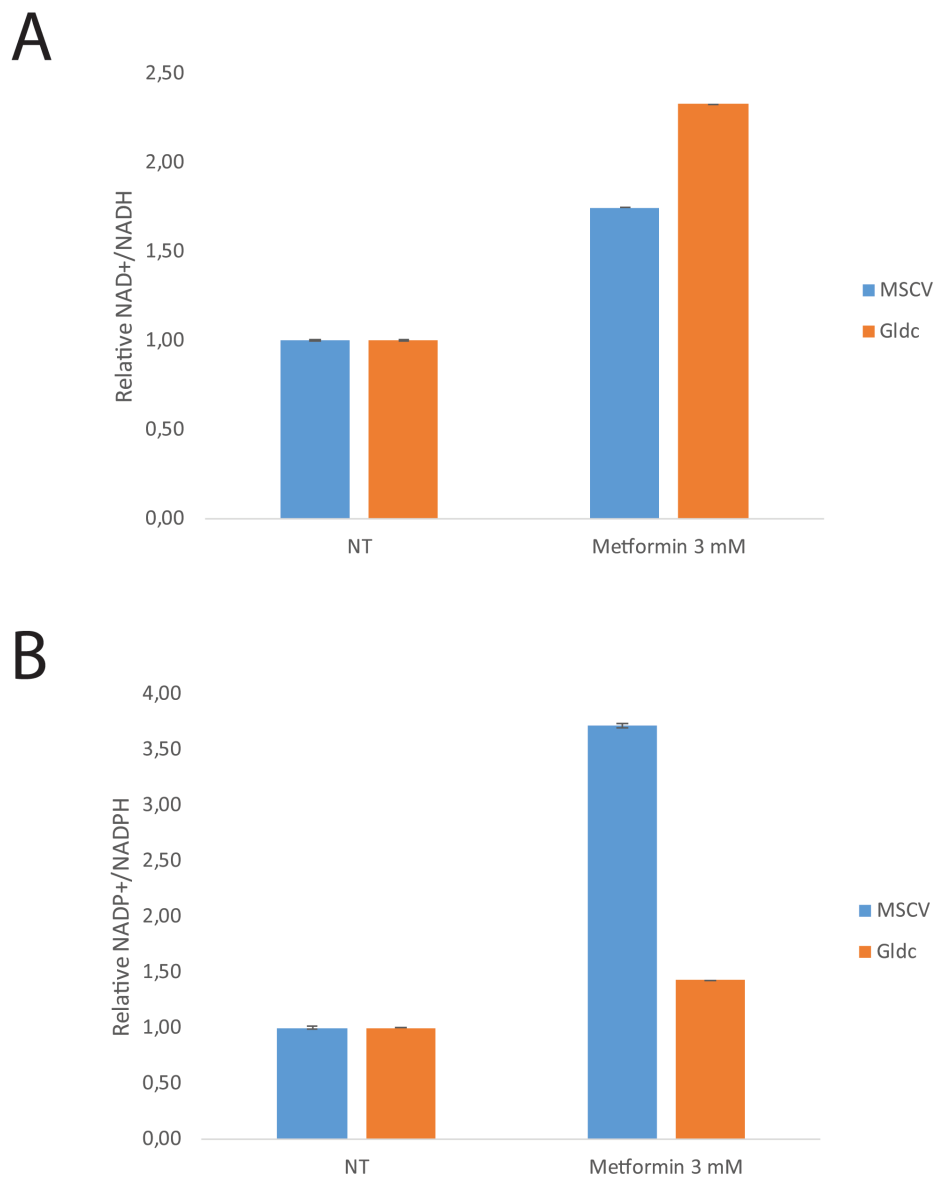 A
2,50
2,00
1,50
1,00
0,50
0,00
Relative NAD+/NADH
NT
Metformin 3 mM
MSCV
Gldc
B
4,00
3,50
3,00
2,50
2,00
1,50
1,00
0,50
0,00
Relative NADP+/NADPH
NT
Metformin 3 mM
MSCV
Gldc